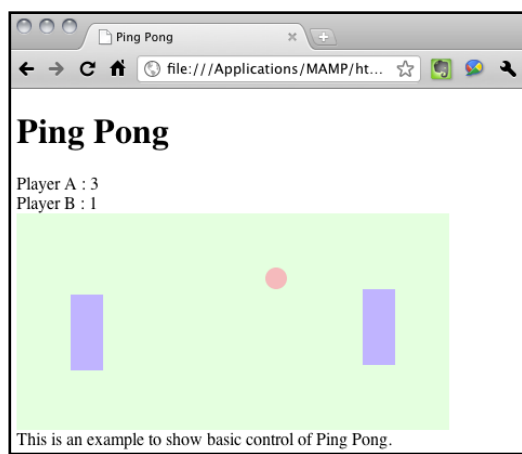 Ping Pong
file:///Applications/MAMP/ht...
Ping Pong
Player A : 3
Player B : 1
This is an example to show basic control of Ping Pong.